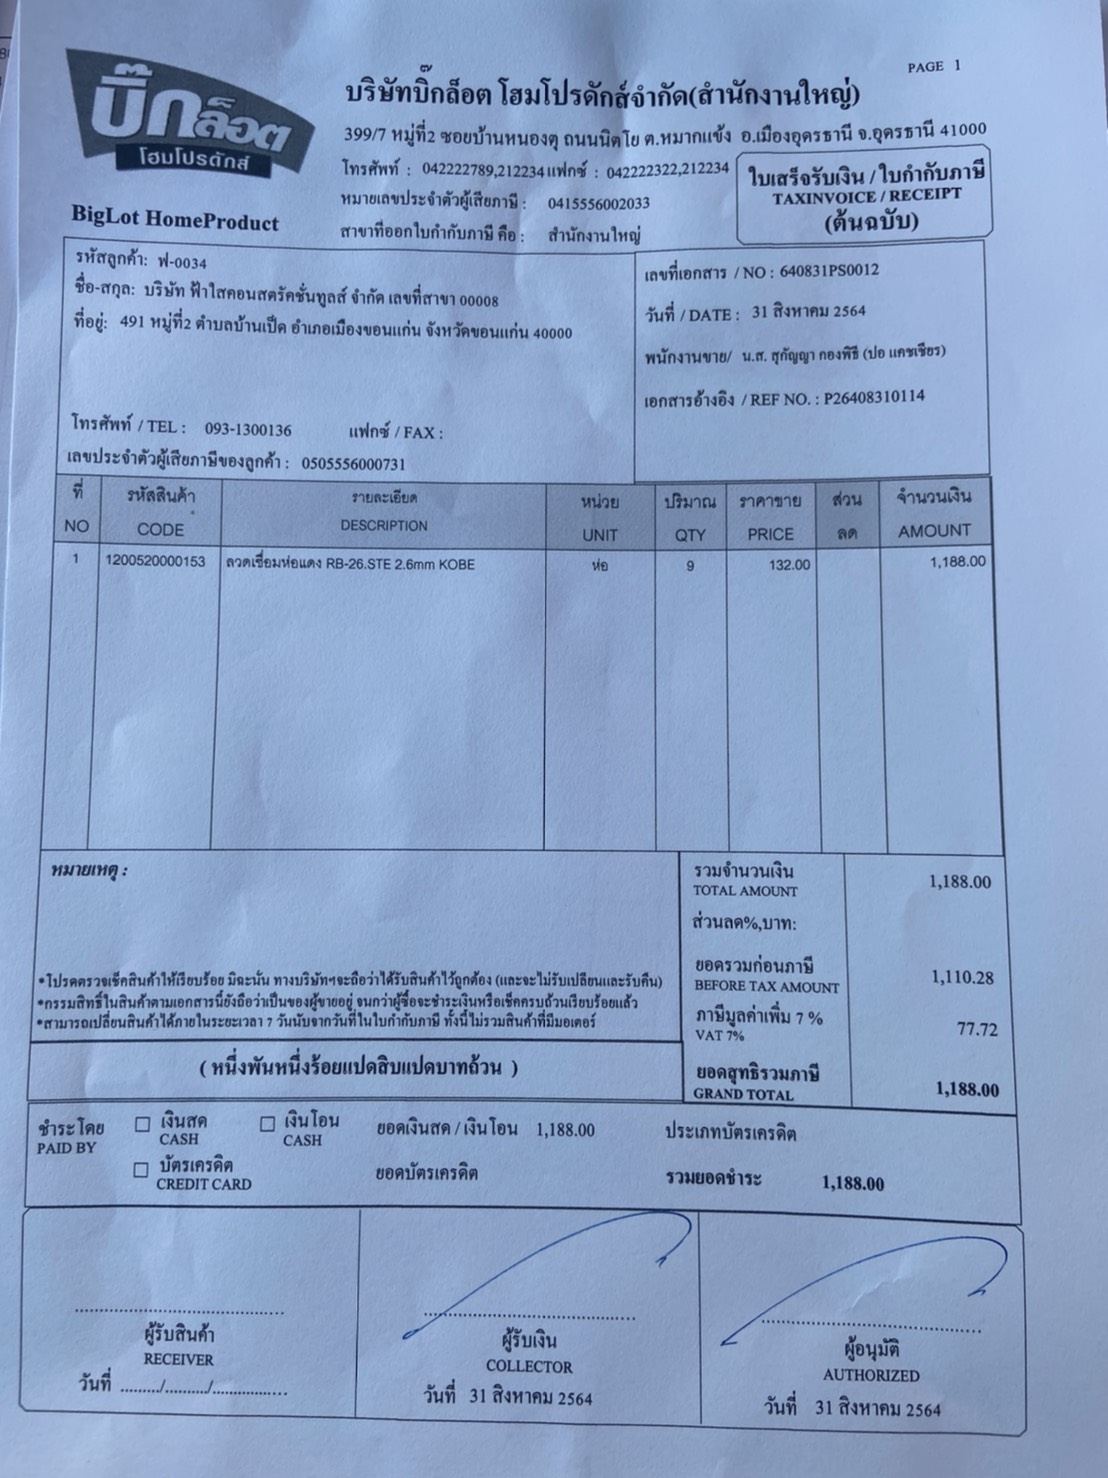 PAGE 1
บิ๊กล็อต
โฮมโปรดักส์
BigLot HomeProduct
บริษัทบิ๊กล็อต โฮมโปรดักส์จำกัด(สำนักงานใหญ่)
399/7 หมู่ที่2 ซอยบ้านหนองตุ ถนนนิตโย ต.หมากแข้ง อ.เมืองอุดรธานี จ.อุดรธานี 41000
โทรศัพท์ : 042222789,212234 แฟกซ์ : 042222322,212234
หมายเลขประจำตัวผู้เสียภาษี : 0415556002033
สาขาที่ออกใบกำกับภาษี คือ : สำนักงานใหญ่
ใบเสร็จรับเงิน / ใบกำกับภาษี
TAXINVOICE / RECEIPT
(ต้นฉบับ)
รหัสลูกค้า: ฟ-0034
ชื่อ-สกุล: บริษัท ฟ้าใสคอนสตรัคชั่นทูลส์ จำกัด เลขที่สาขา 00008
ที่อยู่: 491 หมู่ที่2 ตำบลบ้านเป็ด อำเภอเมืองขอนแก่น จังหวัดขอนแก่น 40000
โทรศัพท์ / TEL : 093-1300136 แฟกซ์ / FAX :
เลขประจำตัวผู้เสียภาษีของลูกค้า : 0505556000731
เลขที่เอกสาร / NO : 640831PS0012
วันที่ / DATE : 31 สิงหาคม 2564
พนักงานขาย/ น.ส. สุกัญญา กองพิธี (ปอ แคชเชียร)
เอกสารอ้างอิง / REF NO. : P26408310114
ที่ รหัสสินค้า รายละเอียด หน่วย ปริมาณ ราคาขาย ส่วน จำนวนเงิน
NO CODE DESCRIPTION UNIT QTY PRICE ลด AMOUNT
1 1200520000153 ลวดเชื่อมห่อแดง RB-26.STE 2.6mm KOBE ห่อ 9 132.00 1,188.00
หมายเหตุ :
*โปรดตรวจเช็คสินค้าให้เรียบร้อย มิฉะนั่น ทางบริษัทฯจะถือว่าได้รับสินค้าไว้ถูกต้อง (และจะไม่รับเปลี่ยนและรับคืน)
*กรรมสิทธิ์ในสินค้าตามเอกสารนี้ยังถือว่าเป็นของผู้ขายอยู่ จนกว่าผู้ซื้อจะชำระเงินหรือเช็คครบถ้วนเรียบร้อยแล้ว
*สามารถเปลี่ยนสินค้าได้ภายในระยะเวลา 7 วันนับจากวันที่ในใบกำกับภาษี ทั้งนี้ไม่รวมสินค้าที่มีมอเตอร์
( หนึ่งพันหนึ่งร้อยแปดสิบแปดบาทถ้วน )
รวมจำนวนเงิน 1,188.00
TOTAL AMOUNT
ส่วนลด%,บาท:
ยอดรวมก่อนภาษี 1,110.28
BEFORE TAX AMOUNT
ภาษีมูลค่าเพิ่ม 7 % 77.72
VAT 7%
ยอดสุทธิรวมภาษี 1,188.00
GRAND TOTAL
ชำระโดย เงินสด เงินโอน ยอดเงินสด / เงินโอน 1,188.00 ประเภทบัตรเครดิต
PAID BY CASH CASH
บัตรเครดิต ยอดบัตรเครดิต รวมยอดชำระ 1,188.00
CREDIT CARD
ผู้รับสินค้า
RECEIVER
วันที่ ........./........./................
ผู้รับเงิน
COLLECTOR
วันที่ 31 สิงหาคม 2564
ผู้อนุมัติ
AUTHORIZED
วันที่ 31 สิงหาคม 2564